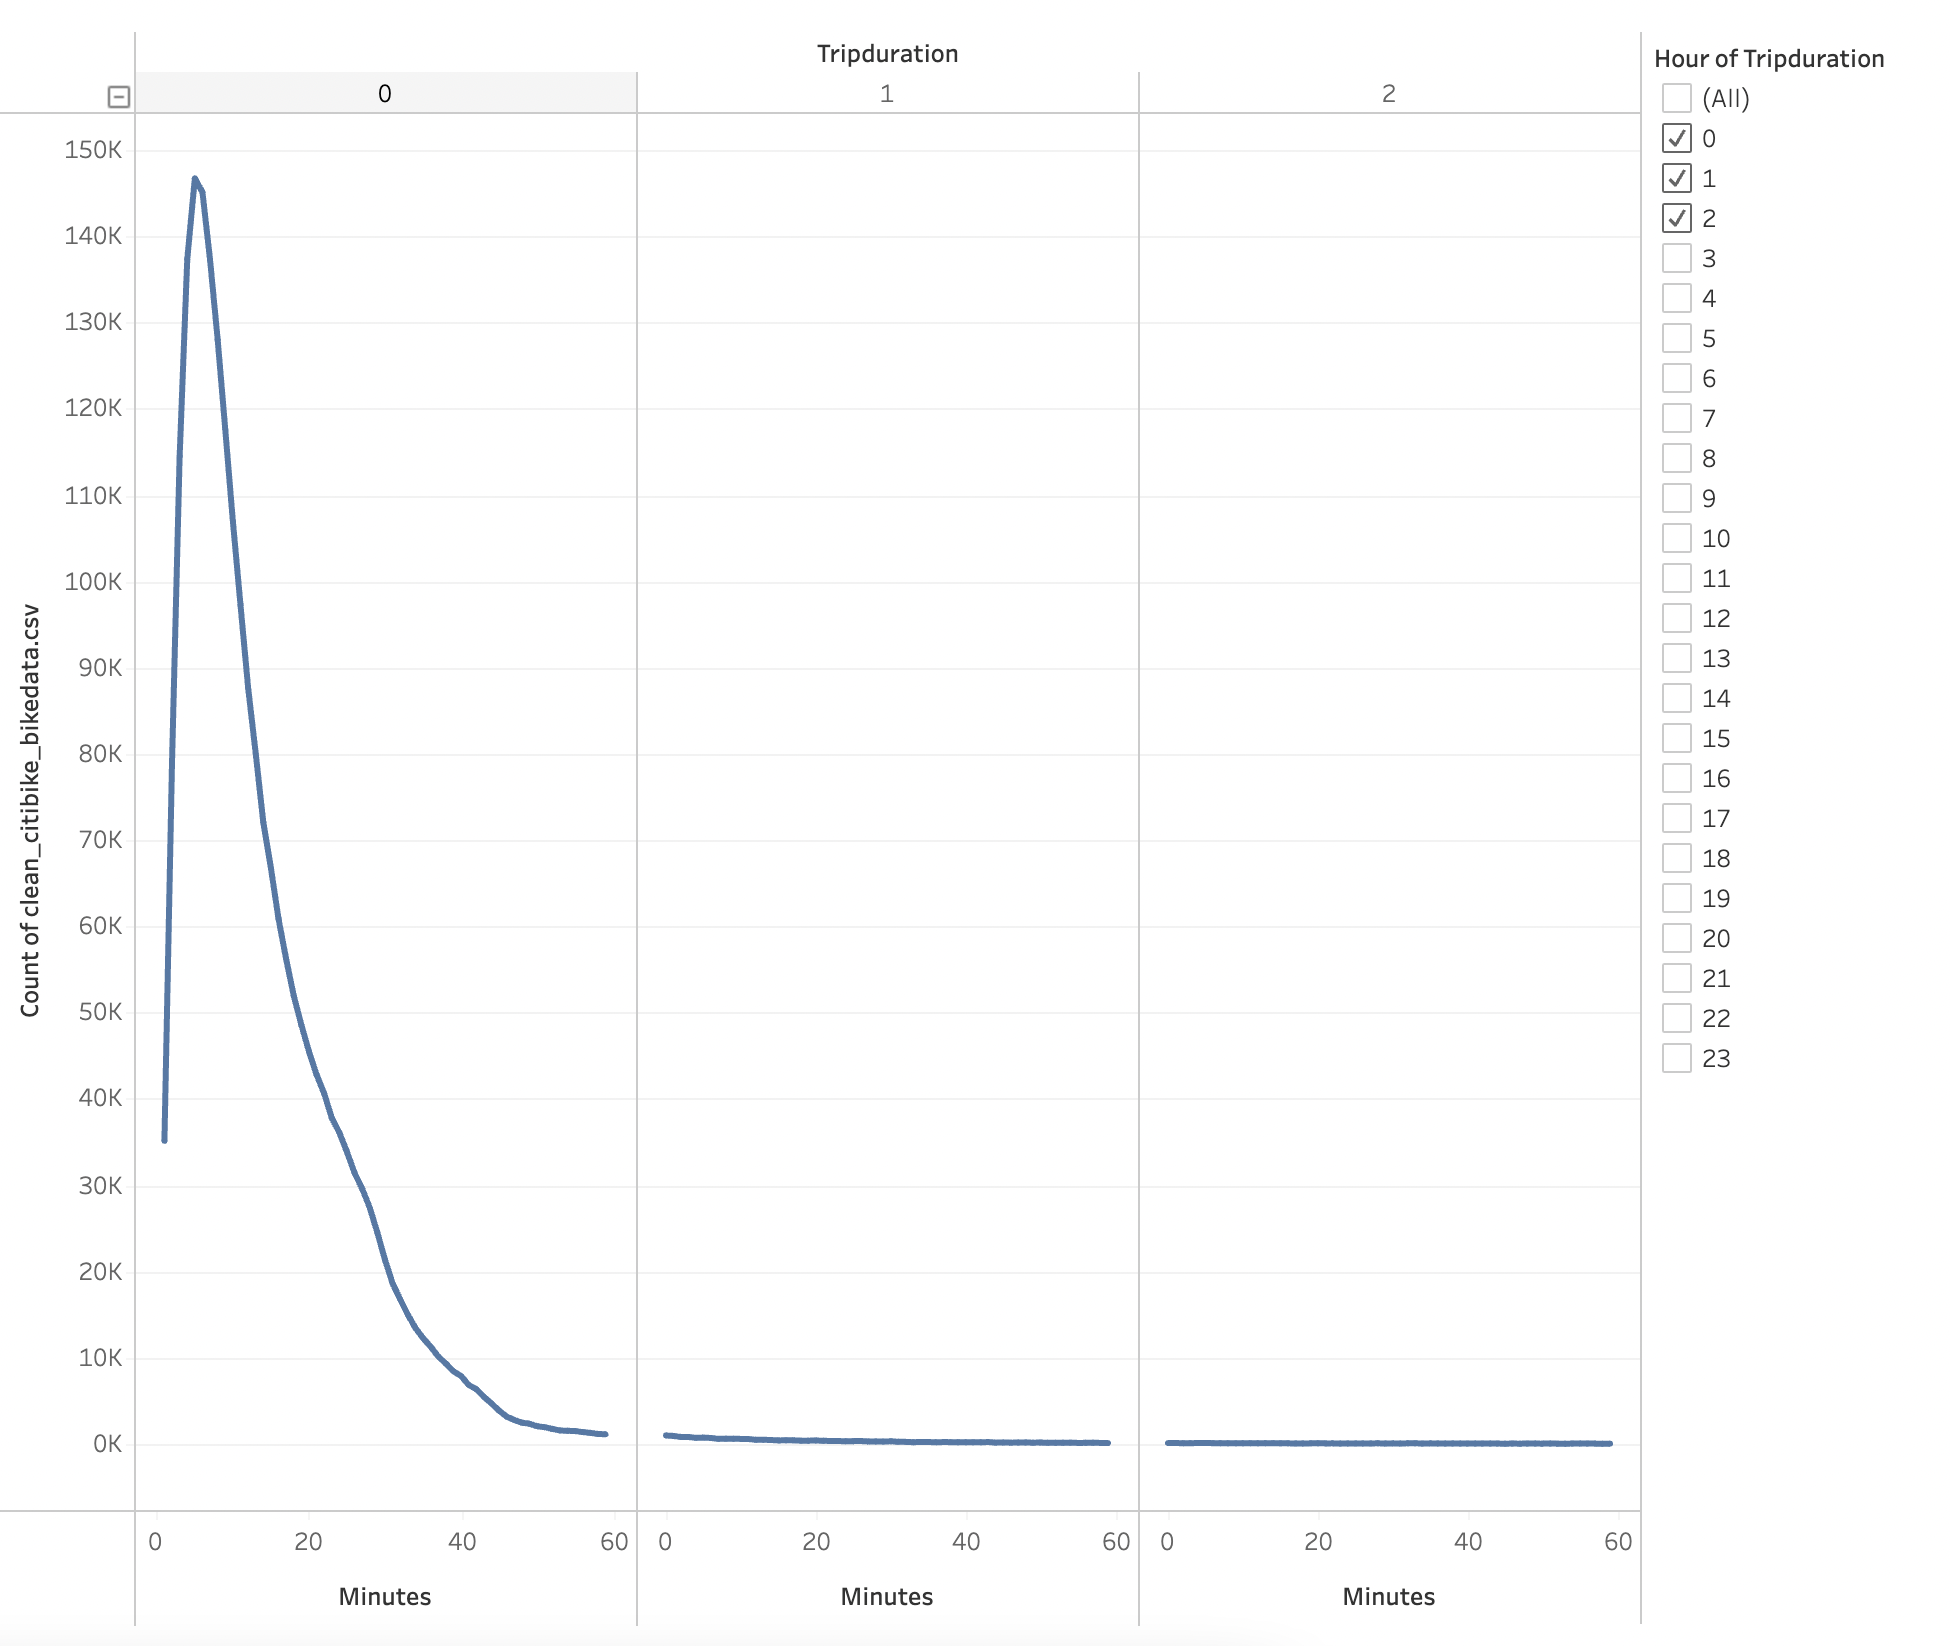 Tripduration
0 1 2
150K
140K
130K
120K
110K
100K
90K
80K
70K
60K
50K
40K
30K
20K
10K
0K
Count of clean_citibike_bikedata.csv
0 20 40 60 0 20 40 60 0 20 40 60
Minutes Minutes Minutes
Hour of Tripduration
(All)
0
1
2
3
4
5
6
7
8
9
10
11
12
13
14
15
16
17
18
19
20
21
22
23